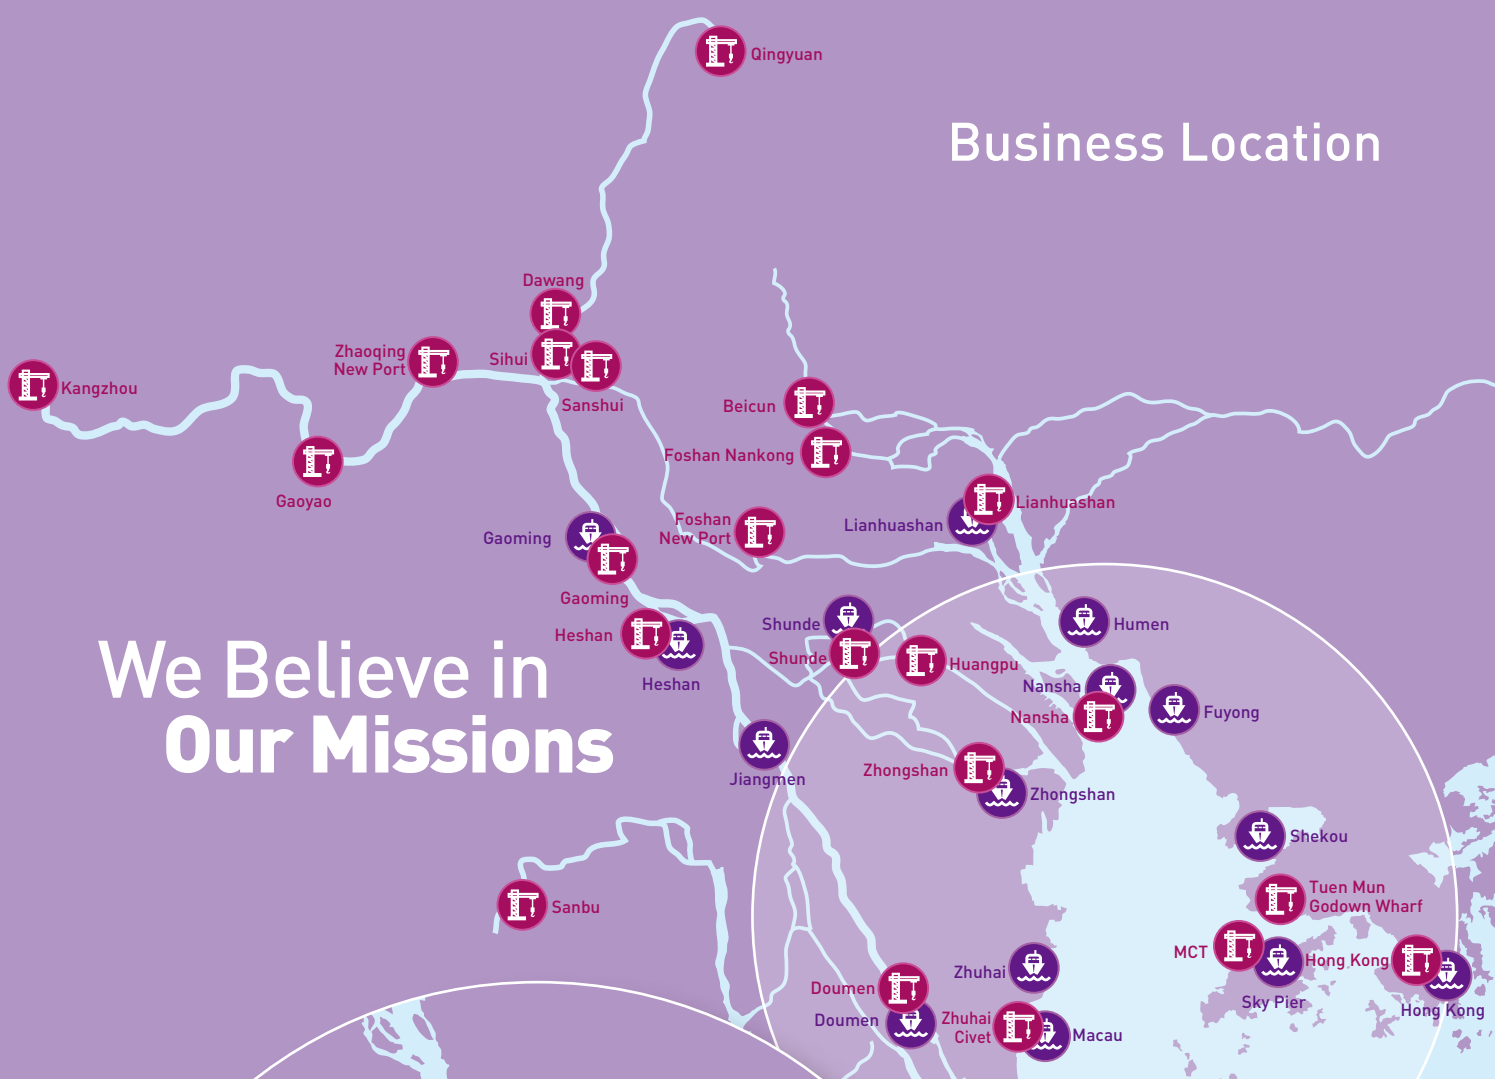 Qingyuan
Business Location
Dawang
Zhaoqing
New Port
Sihui
Kangzhou
Sanshui
Beicun
Foshan Nankong
Gaoyao
Lianhuashan
Lianhuashan
Foshan
New Port
Gaoming
Gaoming
Shunde
Humen
Heshan
Shunde
Huangpu
Heshan
Nansha
Nansha
Fuyong
We Believe in
Our Missions
Jiangmen
Zhongshan
Zhongshan
Shekou
Tuen Mun
Godown Wharf
Sanbu
MCT
Hong Kong
Zhuhai
Doumen
Sky Pier
Hong Kong
Doumen
Zhuhai
Civet
Macau